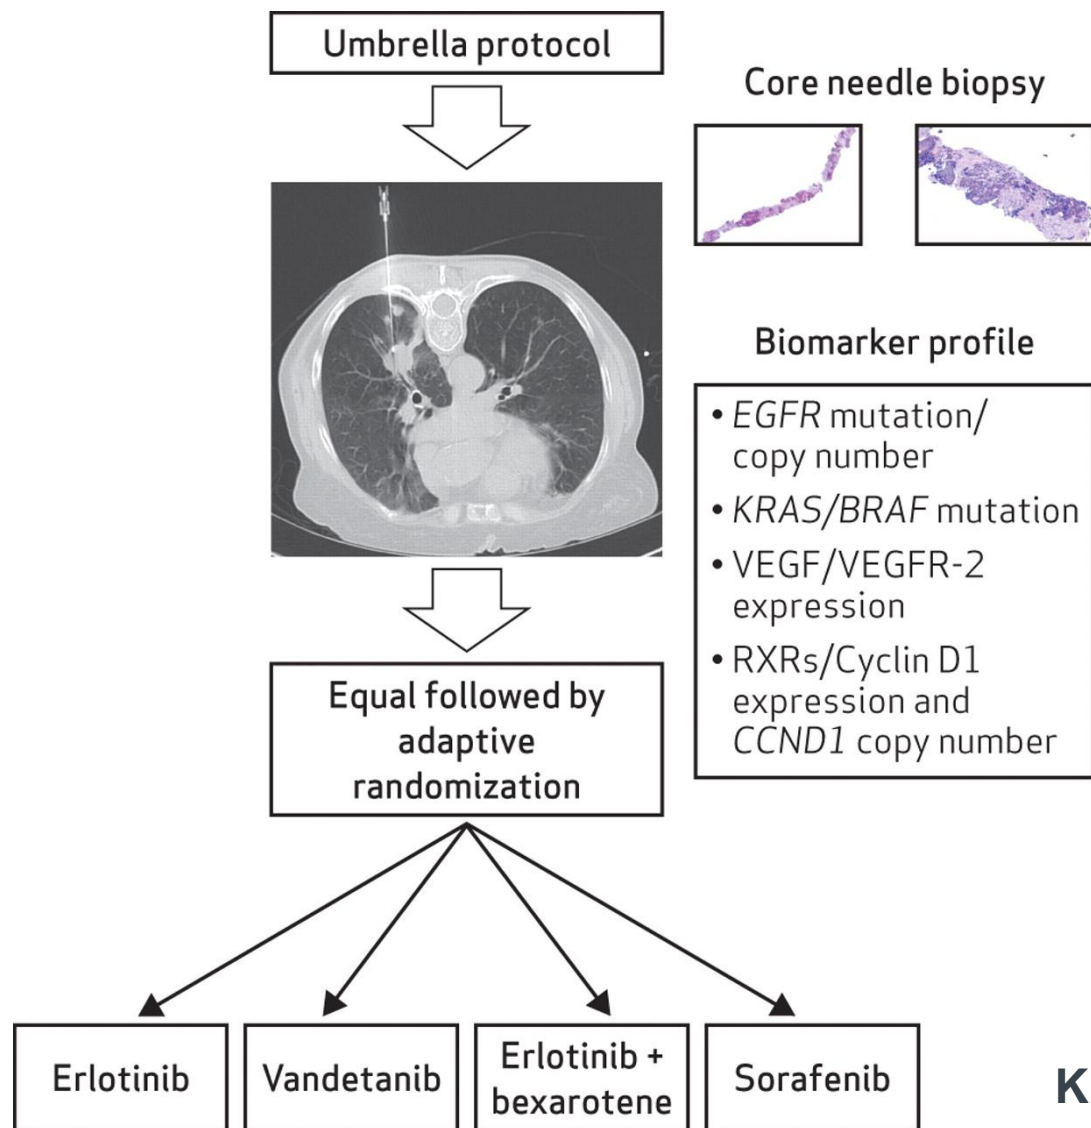 Umbrella protocol
Core needle biopsy
Biomarker profile
• EGFR mutation/
copy number
• KRAS/BRAF mutation
• VEGF/VEGFR-2
expression
• RXRs/Cyclin D1
expression and
CCND1 copy number
Equal followed by
adaptive
randomization
Erlotinib
Vandetanib
Erlotinib +
bexarotene
Sorafenib
K